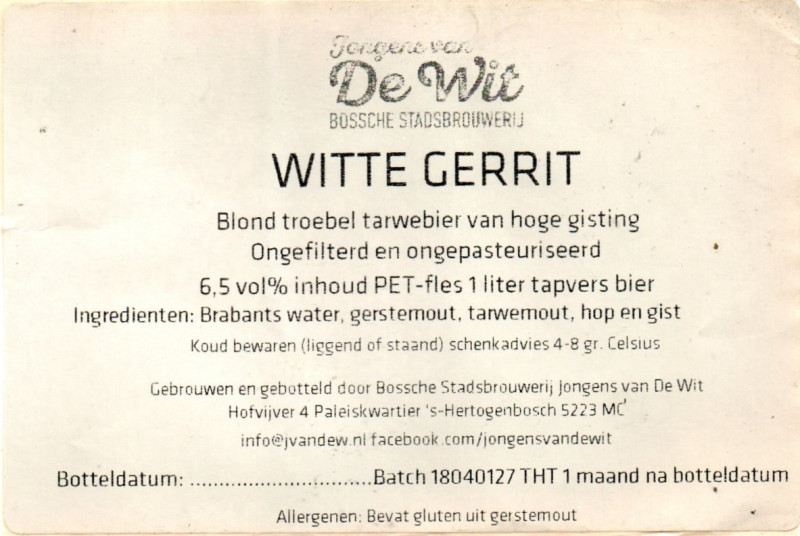 Jongens van
De Wit
BOSSCHE STADSBROUWERIJ
WITTE GERRIT
Blond troebel tarwebier van hoge gisting
Ongefilterd en ongepasteuriseerd
6,5 vol% inhoud PET-fles 1 liter tapvers bier
Ingredienten: Brabants water, gerstemout, tarwemout, hop en gist
Koud bewaren (liggend of staand) schenkadvies 4-8 gr. Celsius
Gebrouwen en gebotteld door Bossche Stadsbrouwerij Jongens van De Wit
Hofvijver 4 Paleiskwartier 's-Hertogenbosch 5223 MC
info@jvandew.nl facebook.com/jongensvandewit
Botteldatum: ..............................Batch 18040127 THT 1 maand na botteldatum
Allergenen: Bevat gluten uit gerstemout